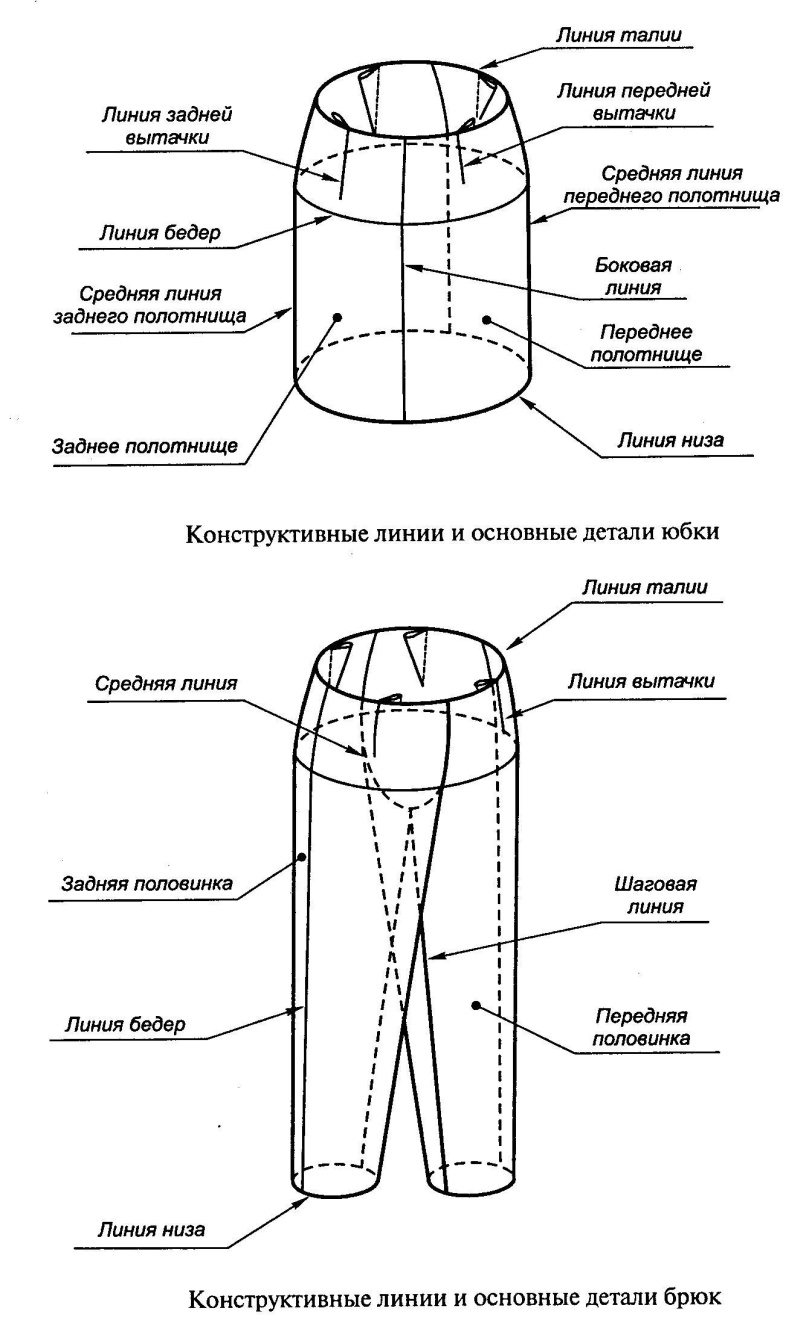 Линия талии
Линия задней
вытачки
Линия передней
вытачки
Средняя линия
переднего полотнища
Линия бедер
Боковая
линия
Средняя линия
заднего полотнища
Переднее
полотнище
Заднее полотнище
Линия низа
Конструктивные линии и основные детали юбки
Линия талии
Средняя линия
Линия вытачки
Задняя половинка
Шаговая
линия
Линия бедер
Передняя
половинка
Линия низа
Конструктивные линии и основные детали брюк